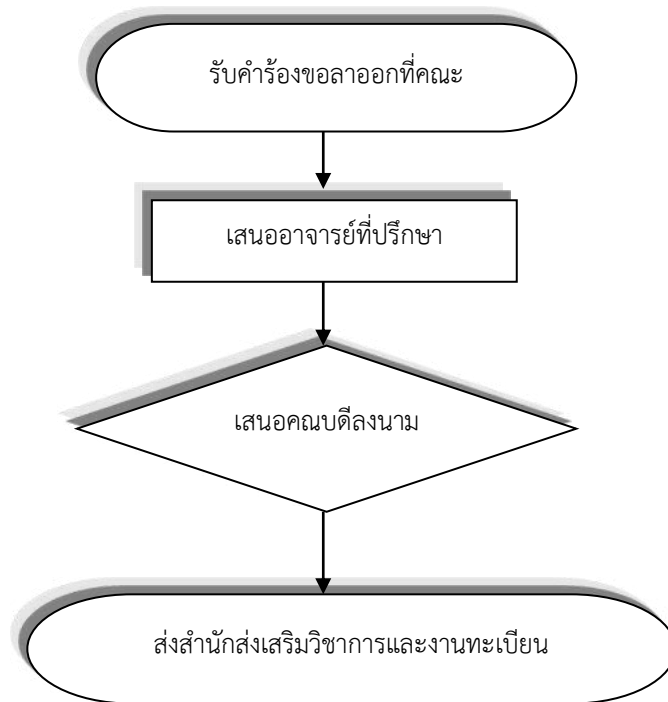 รับคำร้องขอลาออกที่คณะ
เสนออาจารย์ที่ปรึกษา
เสนอคณบดีลงนาม
ส่งสำนักส่งเสริมวิชาการและงานทะเบียน